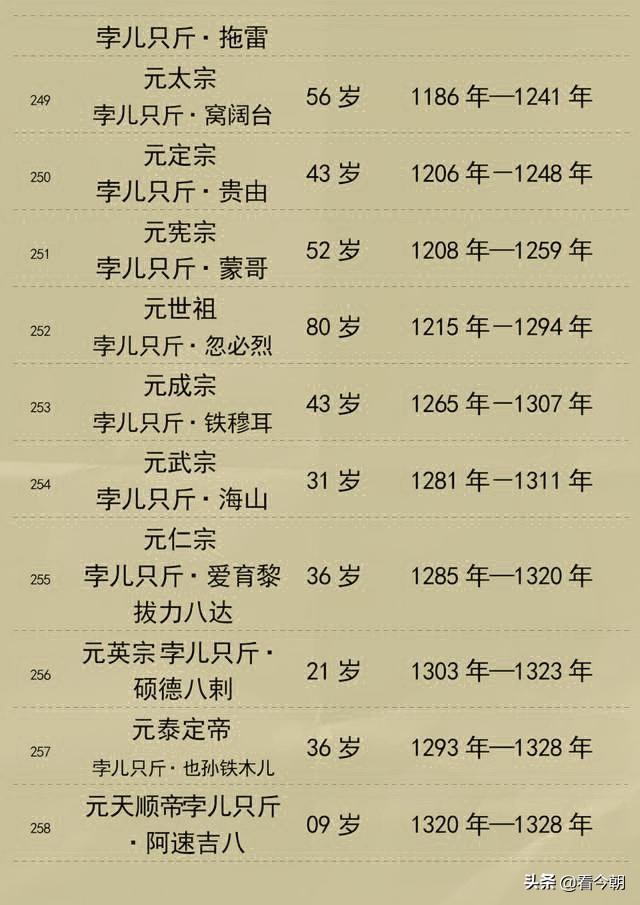 孛儿只斤·拖雷
249 元太宗 孛儿只斤·窝阔台 56 岁 1186 年—1241 年
250 元定宗 孛儿只斤·贵由 43 岁 1206 年—1248 年
251 元宪宗 孛儿只斤·蒙哥 52 岁 1208 年—1259 年
252 元世祖 孛儿只斤·忽必烈 80 岁 1215 年—1294 年
253 元成宗 孛儿只斤·铁穆耳 43 岁 1265 年—1307 年
254 元武宗 孛儿只斤·海山 31 岁 1281 年—1311 年
255 元仁宗 孛儿只斤·爱育黎拔力八达 36 岁 1285 年—1320 年
256 元英宗 孛儿只斤·硕德八剌 21 岁 1303 年—1323 年
257 元泰定帝 孛儿只斤·也孙铁木儿 36 岁 1293 年—1328 年
258 元天顺帝孛儿只斤·阿速吉八 09 岁 1320 年—1328 年
头条 @看今朝